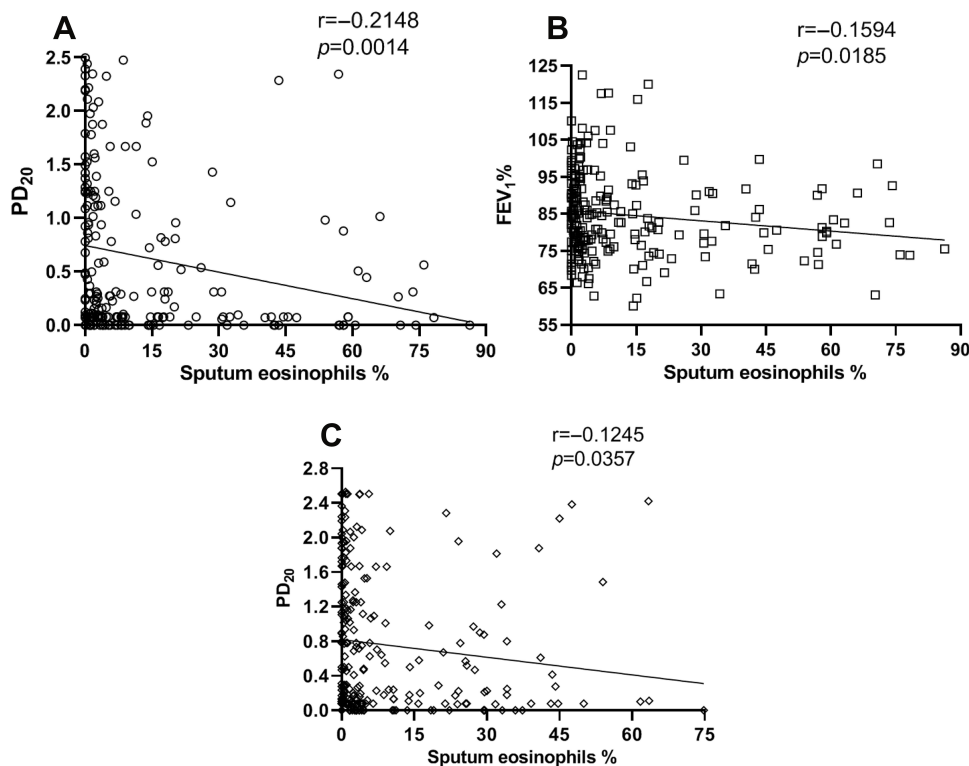 A
r=−0.2148
p=0.0014
PD20
2.5
2.0
1.5
1.0
0.5
0.0
0 15 30 45 60 75 90
Sputum eosinophils %
B
r=−0.1594
p=0.0185
FEV1%
125
115
105
95
85
75
65
55
0 15 30 45 60 75 90
Sputum eosinophils %
C
r=−0.1245
p=0.0357
PD20
2.8
2.4
2.0
1.6
1.2
0.8
0.4
0.0
0 15 30 45 60 75
Sputum eosinophils %